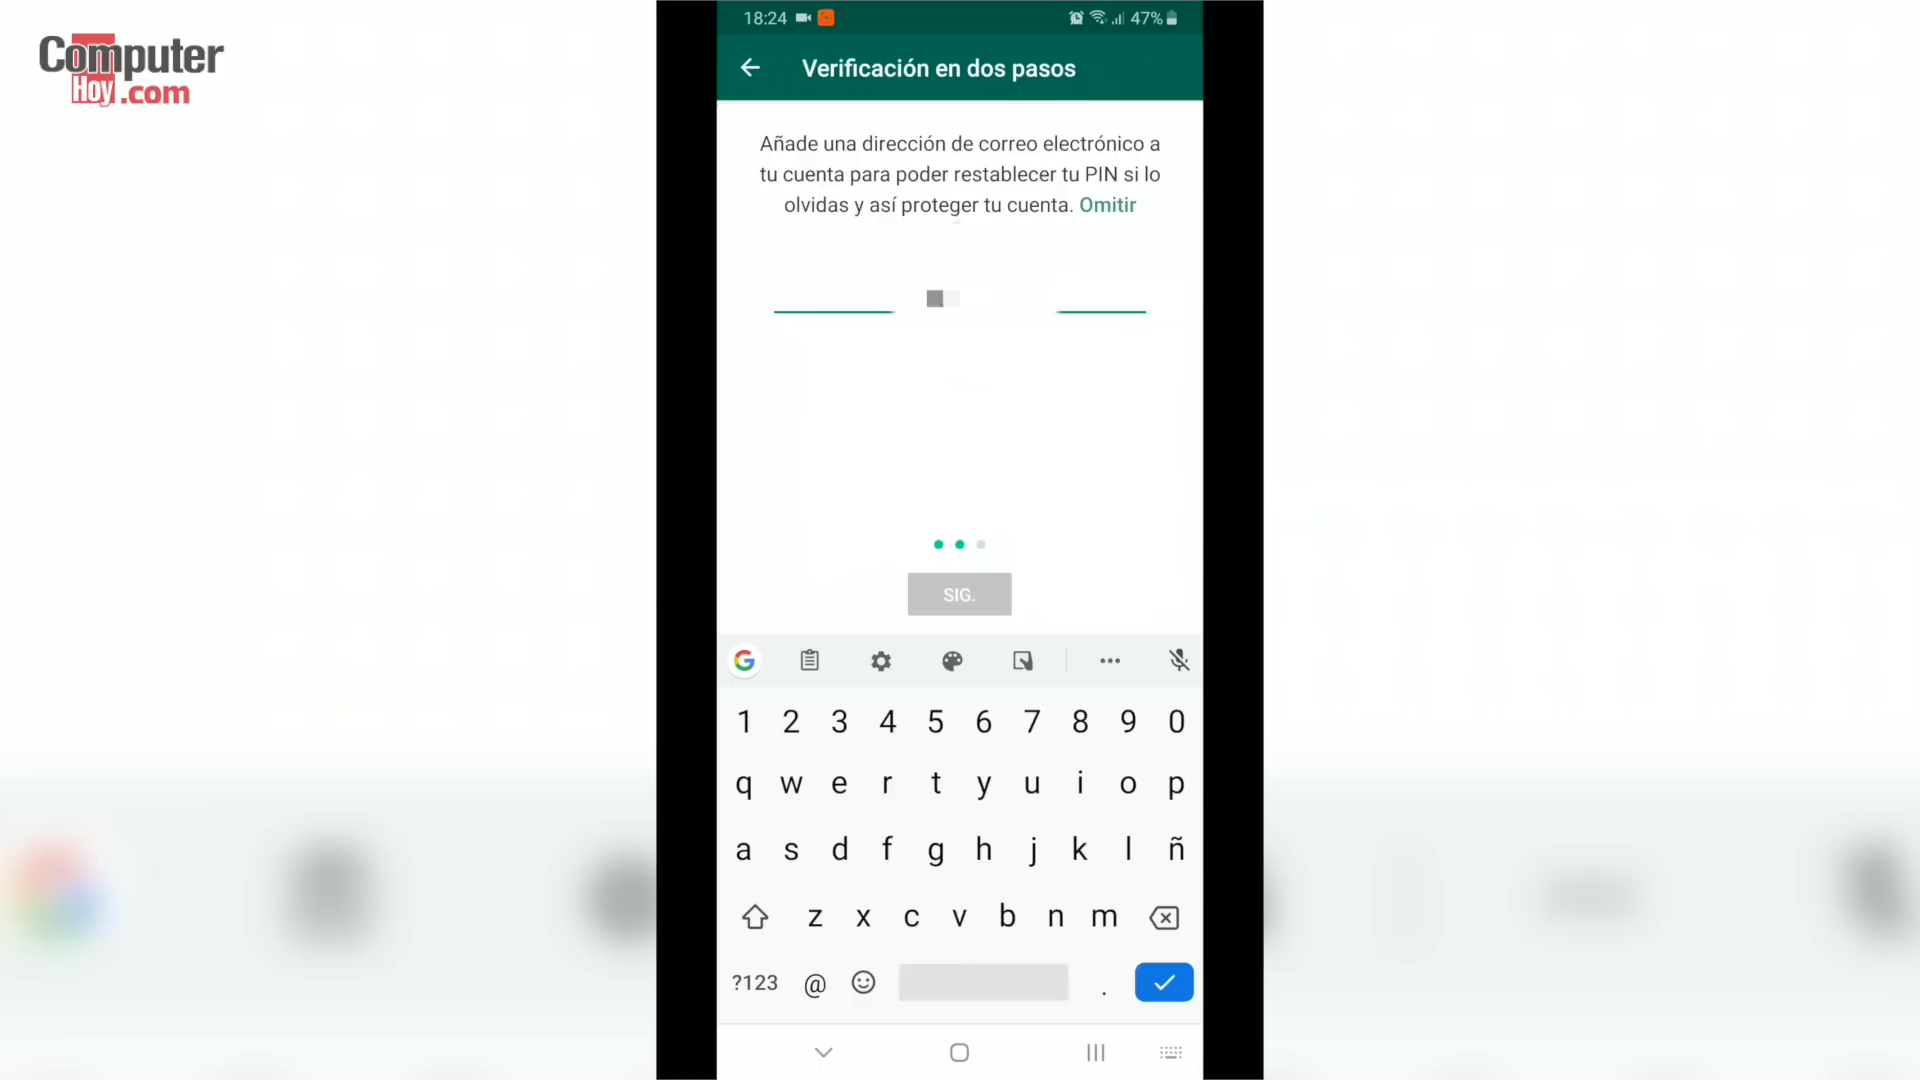 Computer
Hoy.com
18:24
47%
Verificación en dos pasos
Añade una dirección de correo electrónico a
tu cuenta para poder restablecer tu PIN si lo
olvidas y así proteger tu cuenta. Omitir
SIG.
1 2 3 4 5 6 7 8 9 0
q w e r t y u i o p
a s d f g h j k l ñ
z x c v b n m
?123 @ .